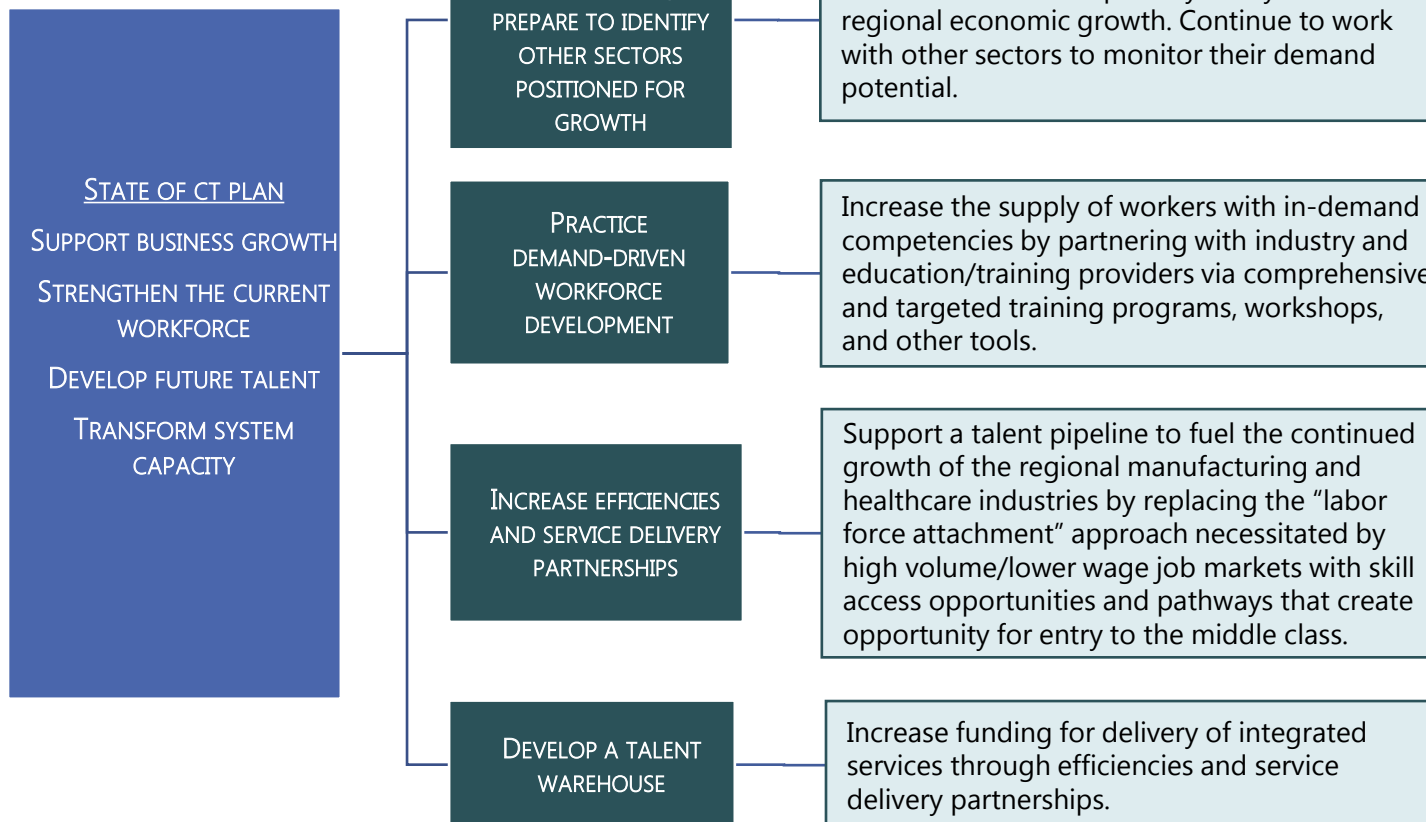 STATE OF CT PLAN
SUPPORT BUSINESS GROWTH
STRENGTHEN THE CURRENT
WORKFORCE
DEVELOP FUTURE TALENT
TRANSFORM SYSTEM
CAPACITY
PREPARE TO IDENTIFY
OTHER SECTORS
POSITIONED FOR
GROWTH
regional economic growth. Continue to work
with other sectors to monitor their demand
potential.
PRACTICE
DEMAND-DRIVEN
WORKFORCE
DEVELOPMENT
Increase the supply of workers with in-demand
competencies by partnering with industry and
education/training providers via comprehensive
and targeted training programs, workshops,
and other tools.
INCREASE EFFICIENCIES
AND SERVICE DELIVERY
PARTNERSHIPS
Support a talent pipeline to fuel the continued
growth of the regional manufacturing and
healthcare industries by replacing the “labor
force attachment” approach necessitated by
high volume/lower wage job markets with skill
access opportunities and pathways that create
opportunity for entry to the middle class.
DEVELOP A TALENT
WAREHOUSE
Increase funding for delivery of integrated
services through efficiencies and service
delivery partnerships.